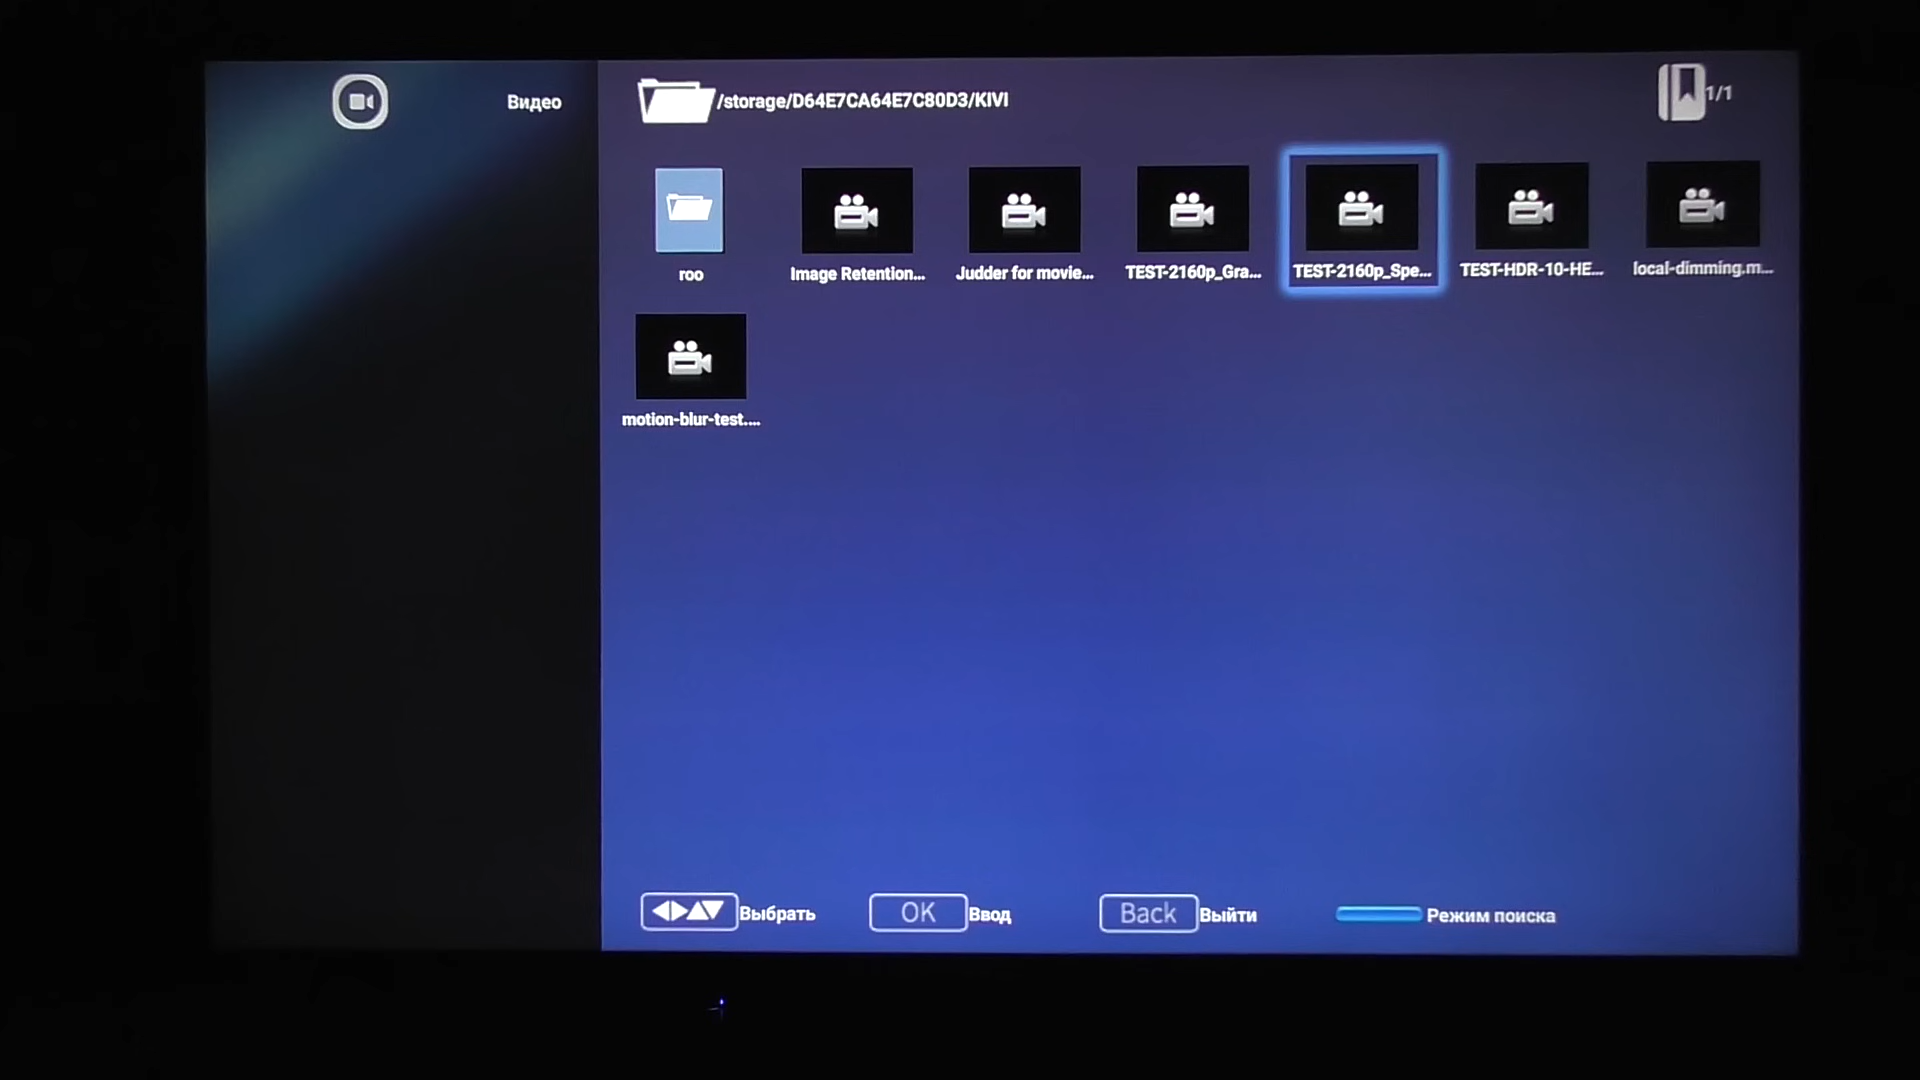 Видео
/storage/D64E7CA64E7C80D3/KIVI
1/1
roo
Image Retention...
Judder for movie...
TEST-2160p_Gra...
TEST-2160p_Spe...
TEST-HDR-10-HE...
local-dimming.m...
motion-blur-test....
Выбрать
OK Ввод
Back Выйти
Режим поиска